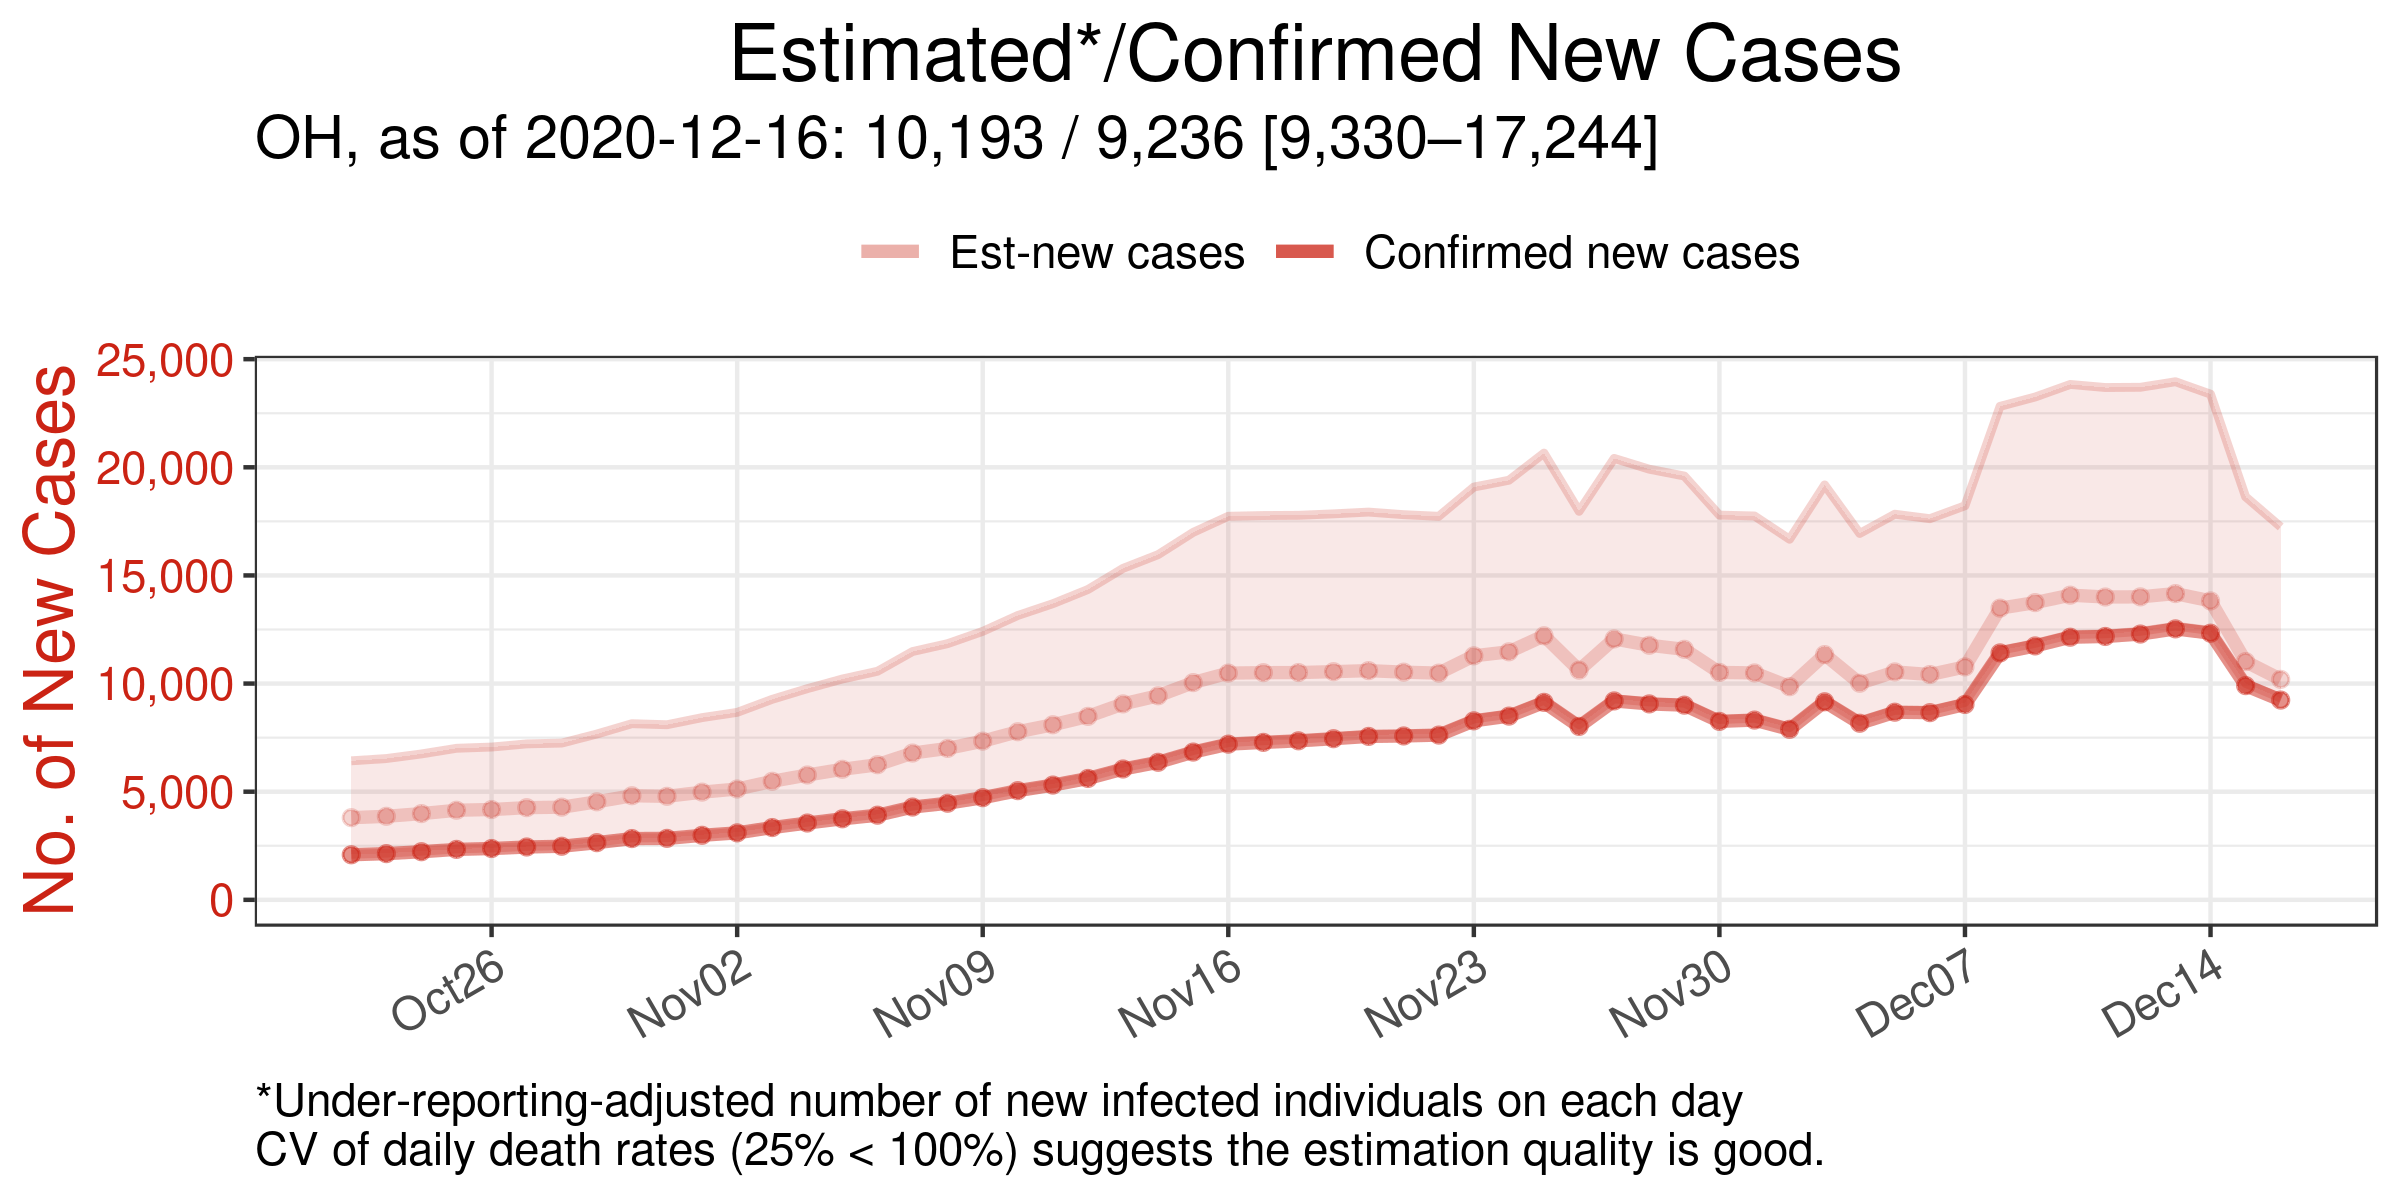 Estimated*/Confirmed New Cases
OH, as of 2020-12-16: 10,193 / 9,236 [9,330–17,244]
Est-new cases Confirmed new cases
No. of New Cases
25,000
20,000
15,000
10,000
5,000
0
Oct26 Nov02 Nov09 Nov16 Nov23 Nov30 Dec07 Dec14
*Under-reporting-adjusted number of new infected individuals on each day
CV of daily death rates (25% < 100%) suggests the estimation quality is good.